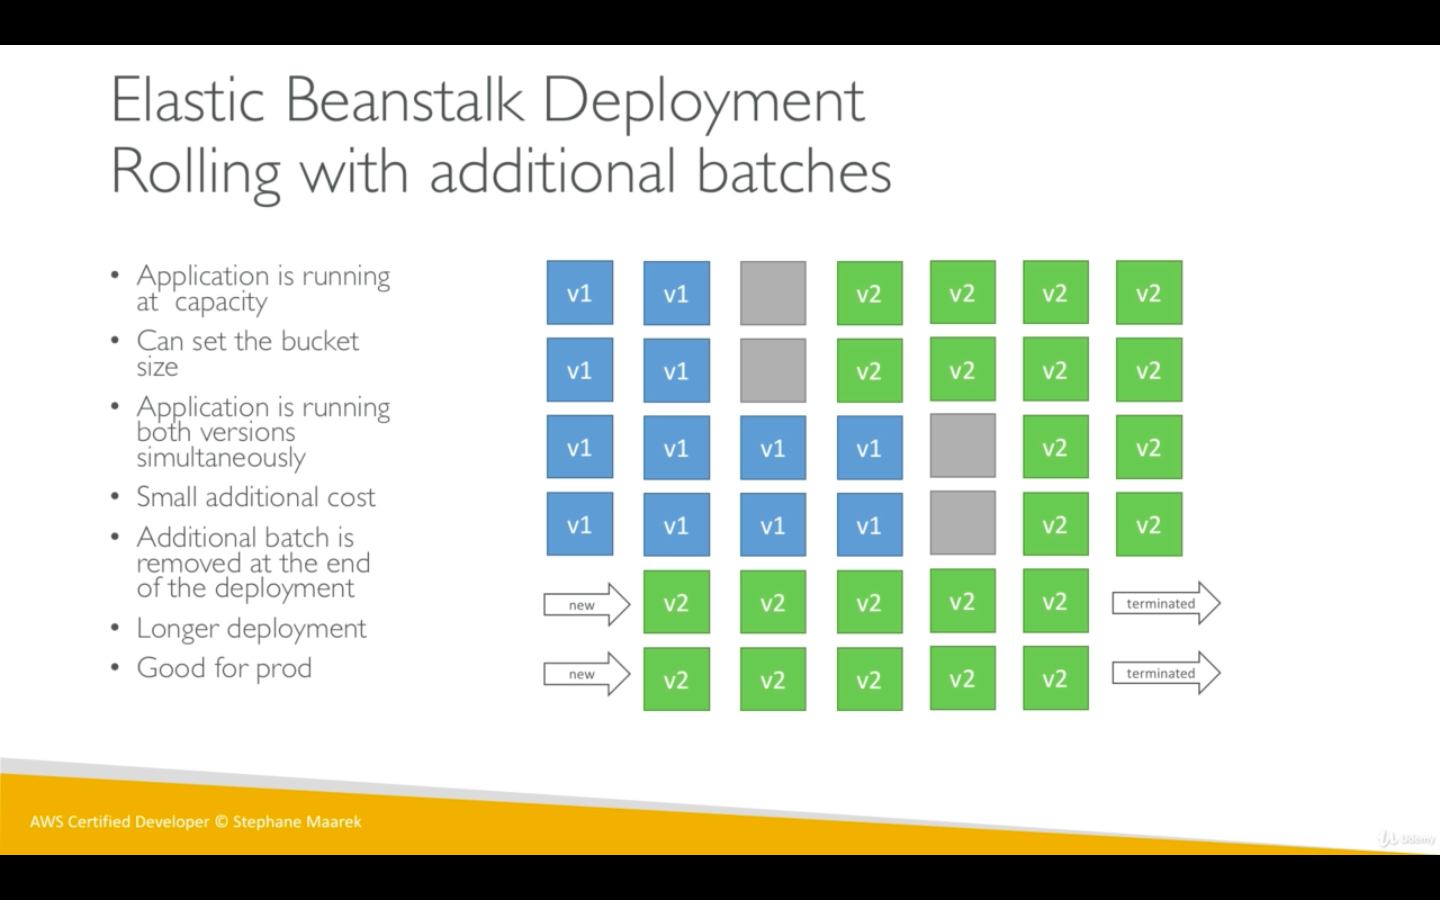 Elastic Beanstalk Deployment
Rolling with additional batches
• Application is running
at capacity
• Can set the bucket
size
• Application is running
both versions
simultaneously
• Small additional cost
• Additional batch is
removed at the end
of the deployment
• Longer deployment
• Good for prod
v1 v1 v2 v2 v2 v2
v1 v1 v2 v2 v2 v2
v1 v1 v1 v1 v2 v2
v1 v1 v1 v1 v2 v2
new v2 v2 v2 v2 v2 terminated
new v2 v2 v2 v2 v2 terminated
AWS Certified Developer © Stephane Maarek
Udemy